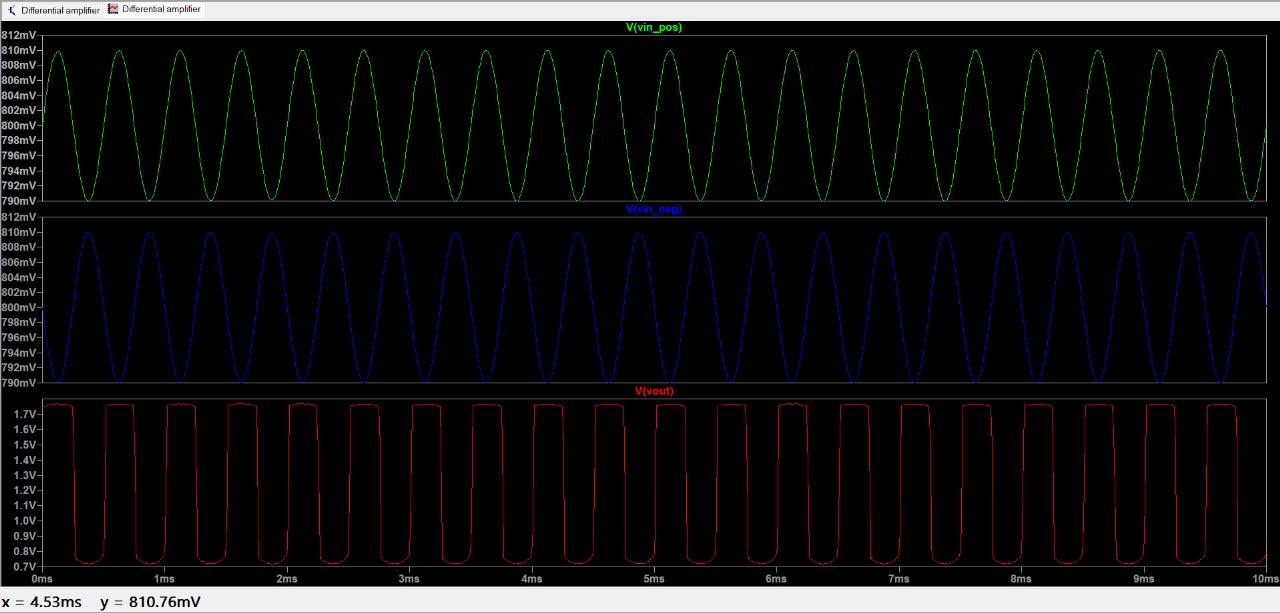 Differential amplifier Differential amplifier
V(vin_pos)
812mV
810mV
808mV
806mV
804mV
802mV
800mV
798mV
796mV
794mV
792mV
790mV
V(vin_neg)
812mV
810mV
808mV
806mV
804mV
802mV
800mV
798mV
796mV
794mV
792mV
790mV
V(vout)
1.7V
1.6V
1.5V
1.4V
1.3V
1.2V
1.1V
1.0V
0.9V
0.8V
0.7V
0ms 1ms 2ms 3ms 4ms 5ms 6ms 7ms 8ms 9ms 10ms
x = 4.53ms y = 810.76mV